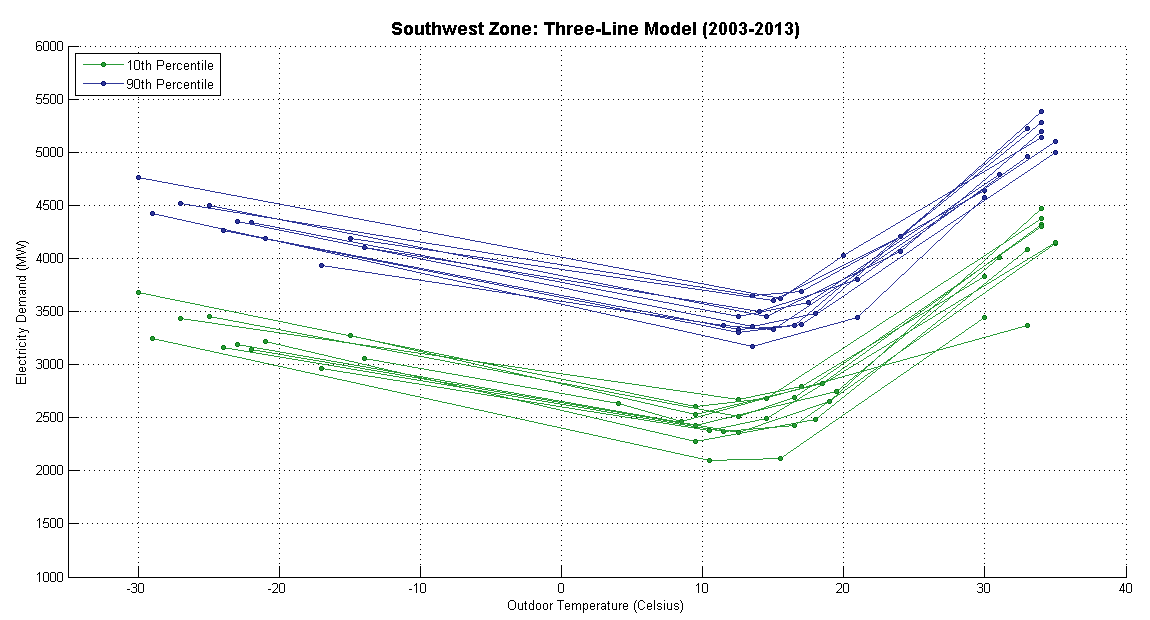 Southwest Zone: Three-Line Model (2003-2013)
6000
10th Percentile
90th Percentile
5500
5000
4500
4000
3500
3000
2500
2000
1500
1000
Electricity Demand (MW)
-30 -20 -10 0 10 20 30 40
Outdoor Temperature (Celsius)